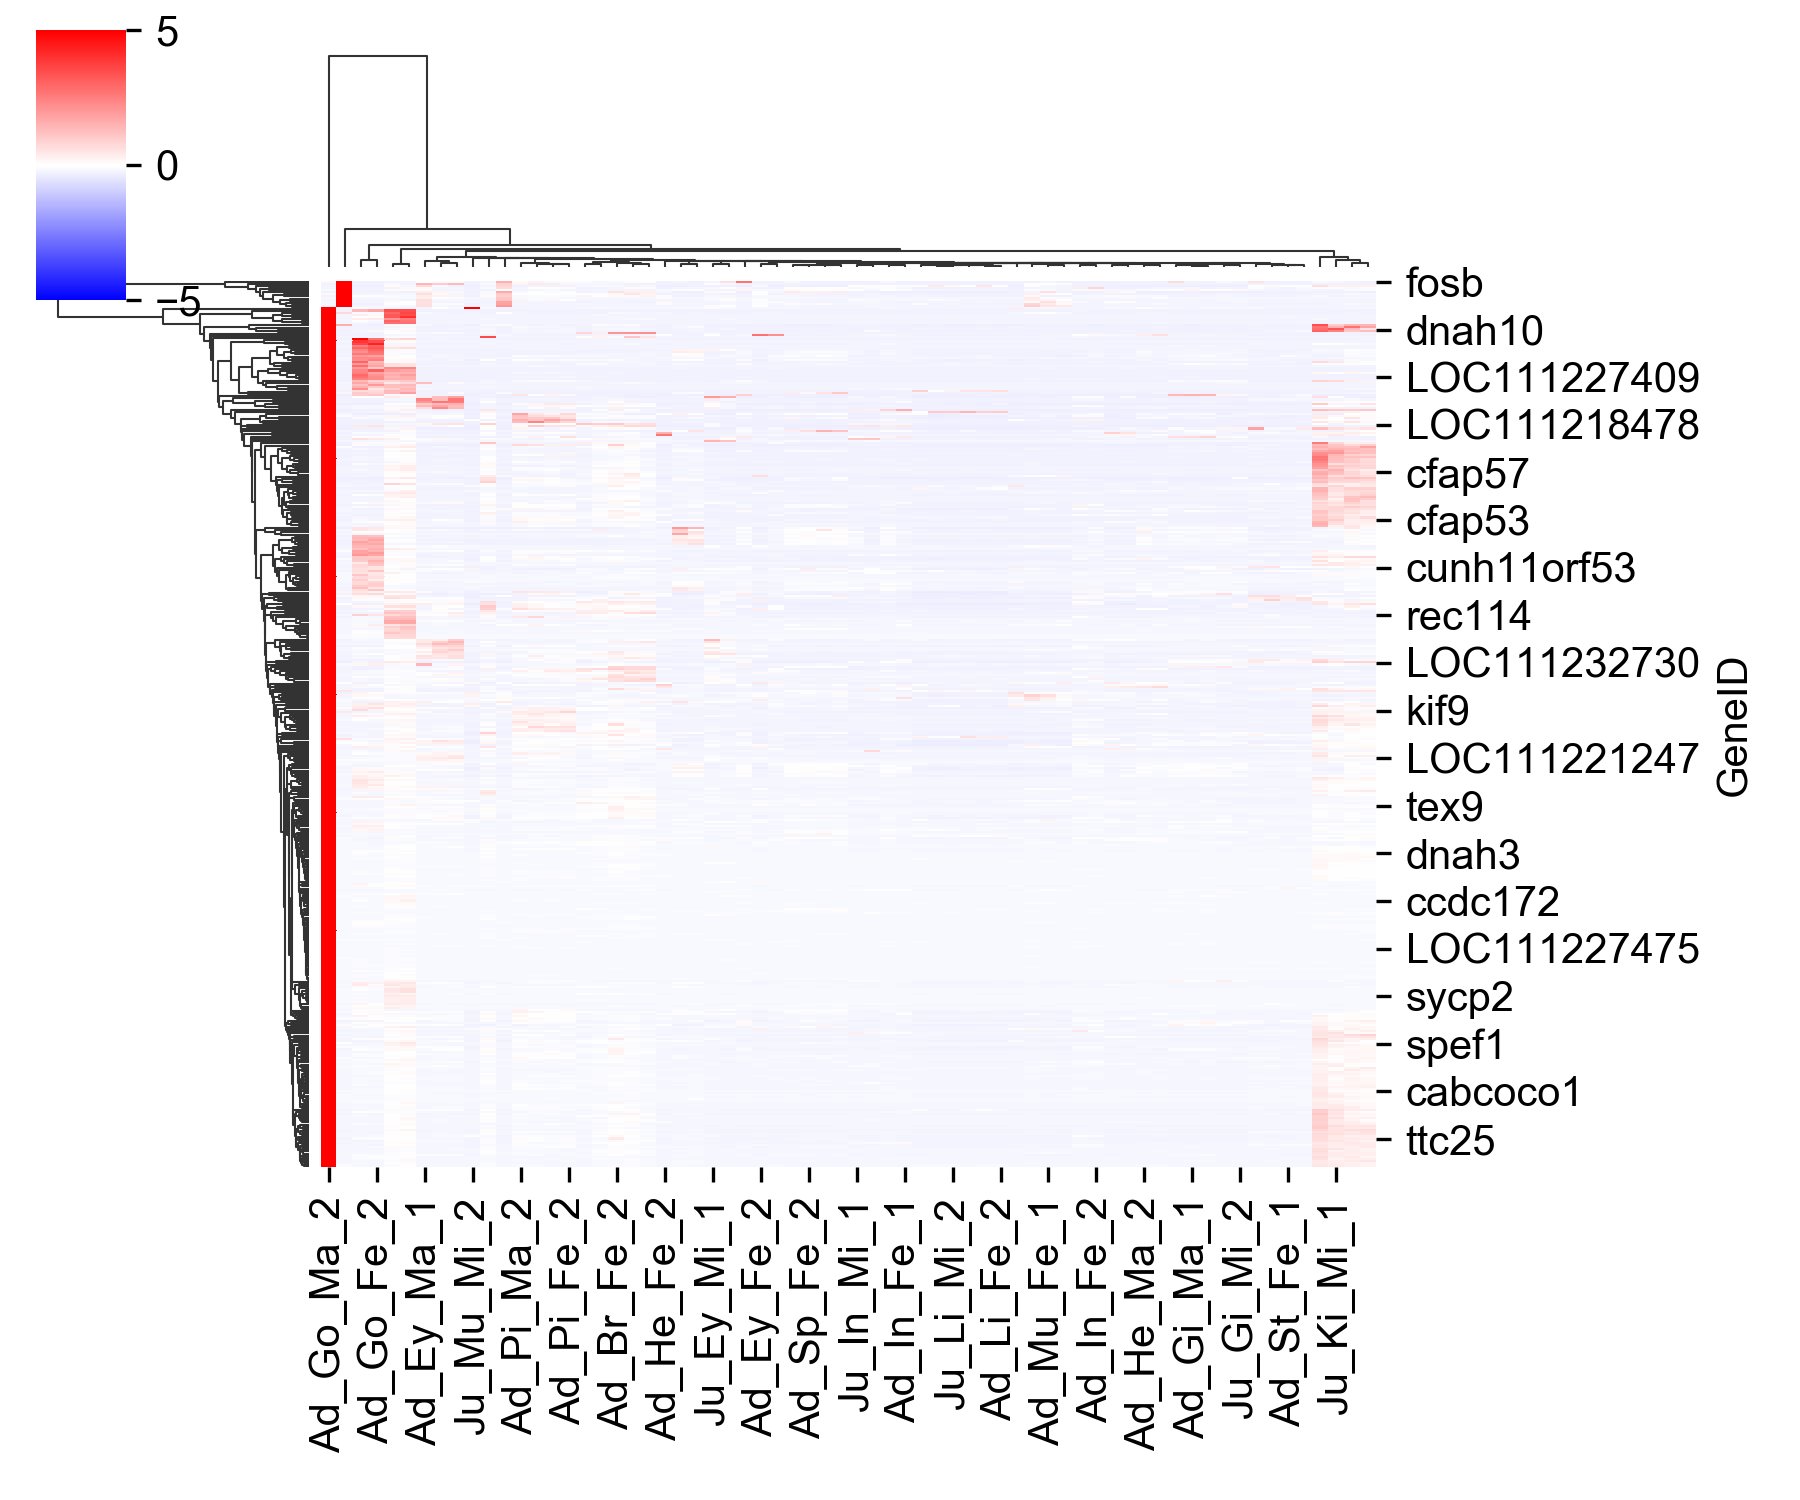 5
0
−5
fosb
dnah10
LOC111227409
LOC111218478
cfap57
cfap53
cunh11orf53
rec114
LOC111232730
kif9
LOC111221247
tex9
dnah3
ccdc172
LOC111227475
sycp2
spef1
cabcoco1
ttc25
GeneID
Ad_Go_Ma_2
Ad_Go_Fe_2
Ad_Ey_Ma_1
Ju_Mu_Mi_2
Ad_Pi_Ma_2
Ad_Pi_Fe_2
Ad_Br_Fe_2
Ad_He_Fe_2
Ju_Ey_Mi_1
Ad_Ey_Fe_2
Ad_Sp_Fe_2
Ju_In_Mi_1
Ad_In_Fe_1
Ju_Li_Mi_2
Ad_Li_Fe_2
Ad_Mu_Fe_1
Ad_In_Fe_2
Ad_He_Ma_2
Ad_Gi_Ma_1
Ju_Gi_Mi_2
Ad_St_Fe_1
Ju_Ki_Mi_1